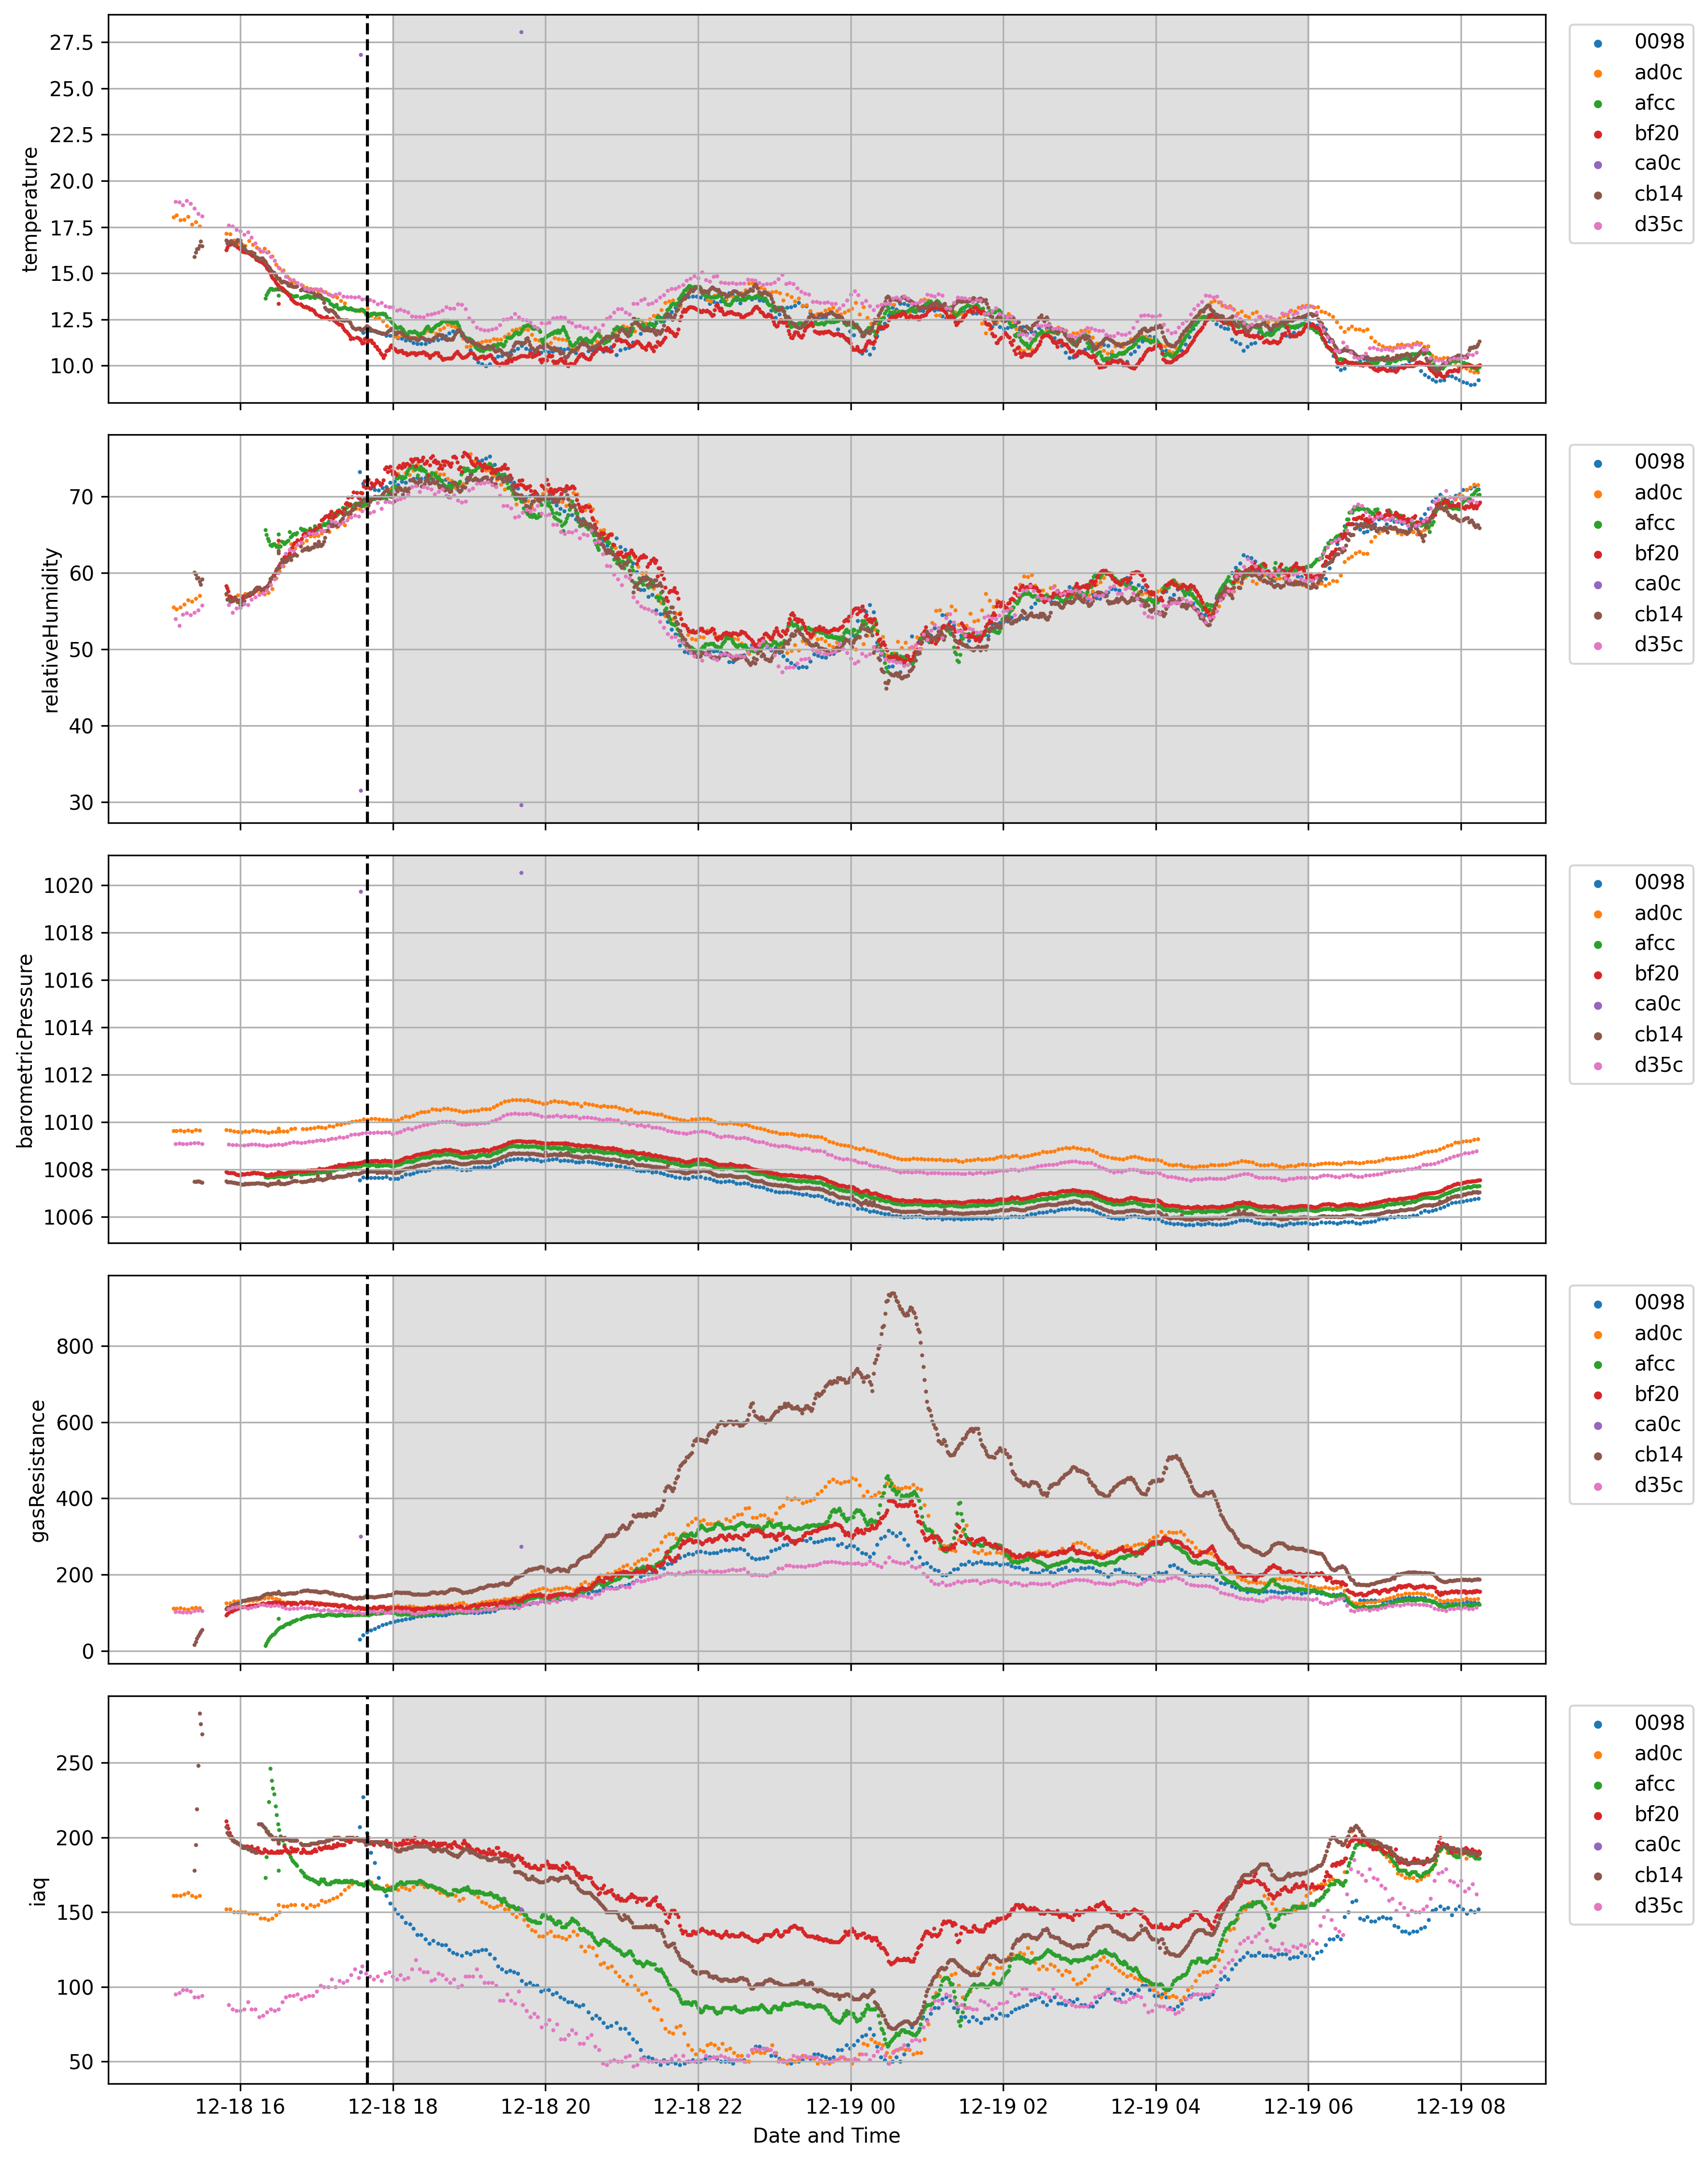 temperature
27.5
25.0
22.5
20.0
17.5
15.0
12.5
10.0
0098
ad0c
afcc
bf20
ca0c
cb14
d35c
relativeHumidity
70
60
50
40
30
0098
ad0c
afcc
bf20
ca0c
cb14
d35c
barometricPressure
1020
1018
1016
1014
1012
1010
1008
1006
0098
ad0c
afcc
bf20
ca0c
cb14
d35c
gasResistance
800
600
400
200
0
0098
ad0c
afcc
bf20
ca0c
cb14
d35c
iaq
250
200
150
100
50
0098
ad0c
afcc
bf20
ca0c
cb14
d35c
12-18 16 12-18 18 12-18 20 12-18 22 12-19 00 12-19 02 12-19 04 12-19 06 12-19 08
Date and Time